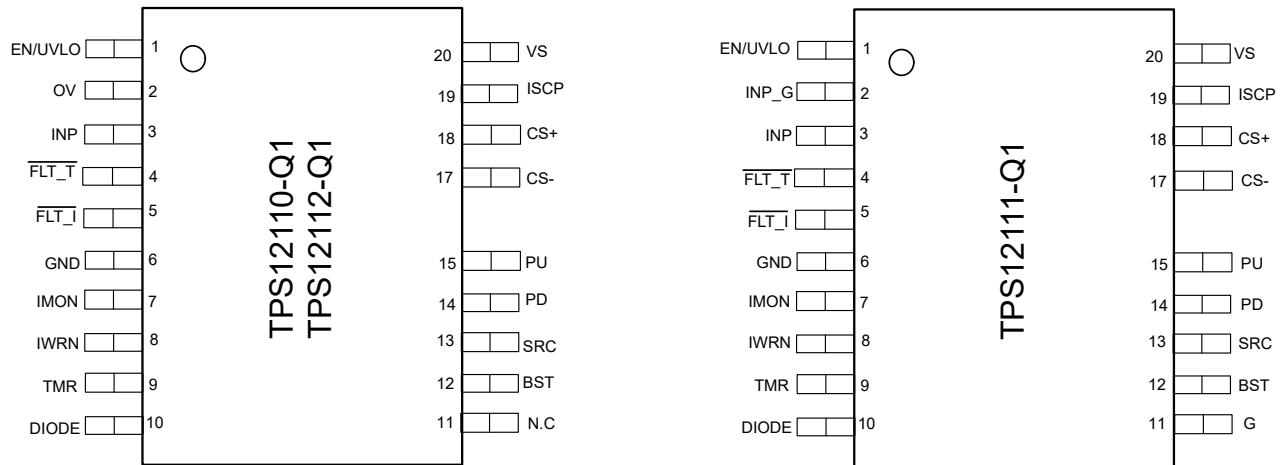 EN/UVLO 1
OV 2
INP 3
FLT_T 4
FLT_I 5
GND 6
IMON 7
IWRN 8
TMR 9
DIODE 10
TPS12110-Q1
TPS12112-Q1
20 VS
19 ISCP
18 CS+
17 CS-
15 PU
14 PD
13 SRC
12 BST
11 N.C
EN/UVLO 1
INP_G 2
INP 3
FLT_T 4
FLT_I 5
GND 6
IMON 7
IWRN 8
TMR 9
DIODE 10
TPS12111-Q1
20 VS
19 ISCP
18 CS+
17 CS-
15 PU
14 PD
13 SRC
12 BST
11 G